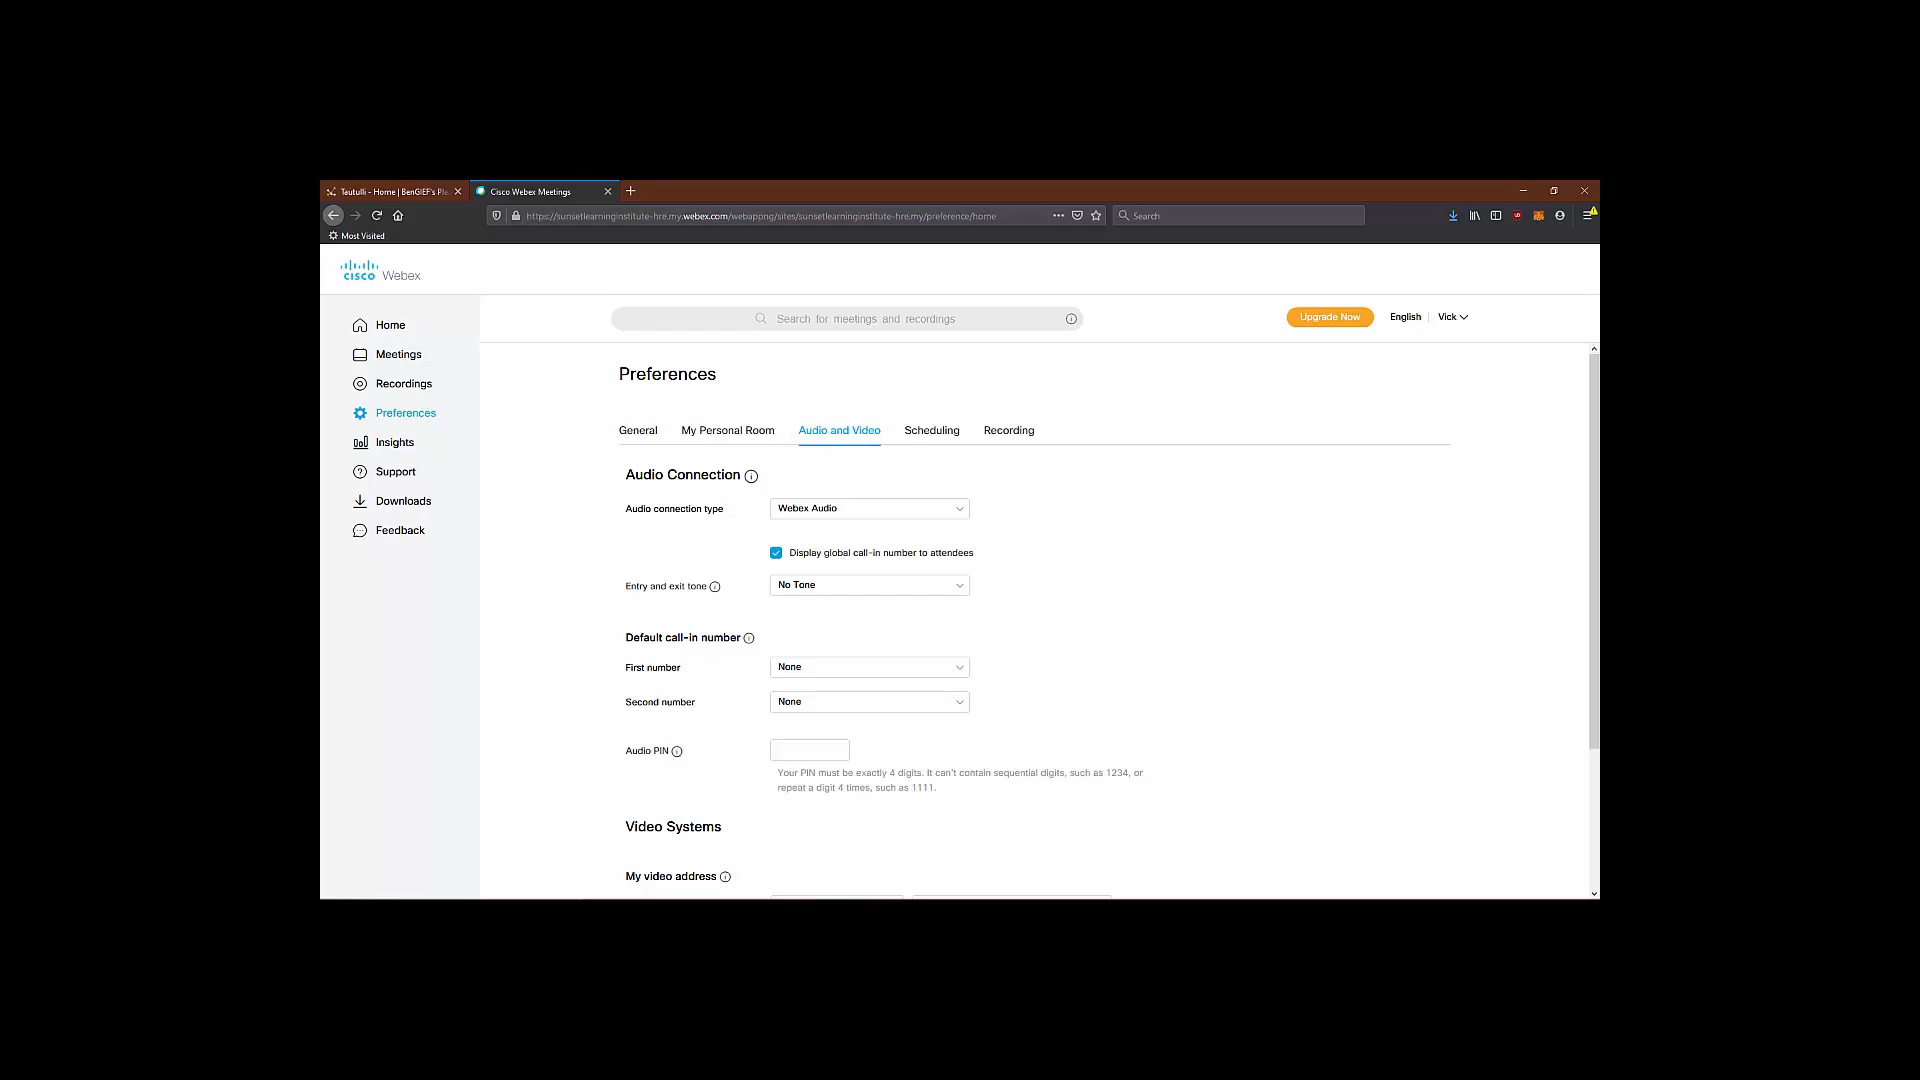 Tautulli - Home | BenGIEF's Ple
Cisco Webex Meetings
https://sunsetlearninginstitute-hre.my.webex.com/webappng/sites/sunsetlearninginstitute-hre.my/preference/home
Search
Most Visited
CISCO Webex
Search for meetings and recordings
Upgrade Now
English
Vick
Home
Meetings
Recordings
Preferences
Insights
Support
Downloads
Feedback
Preferences
General My Personal Room Audio and Video Scheduling Recording
Audio Connection
Audio connection type Webex Audio
Display global call-in number to attendees
Entry and exit tone No Tone
Default call-in number
First number None
Second number None
Audio PIN
Your PIN must be exactly 4 digits. It can't contain sequential digits, such as 1234, or
repeat a digit 4 times, such as 1111.
Video Systems
My video address